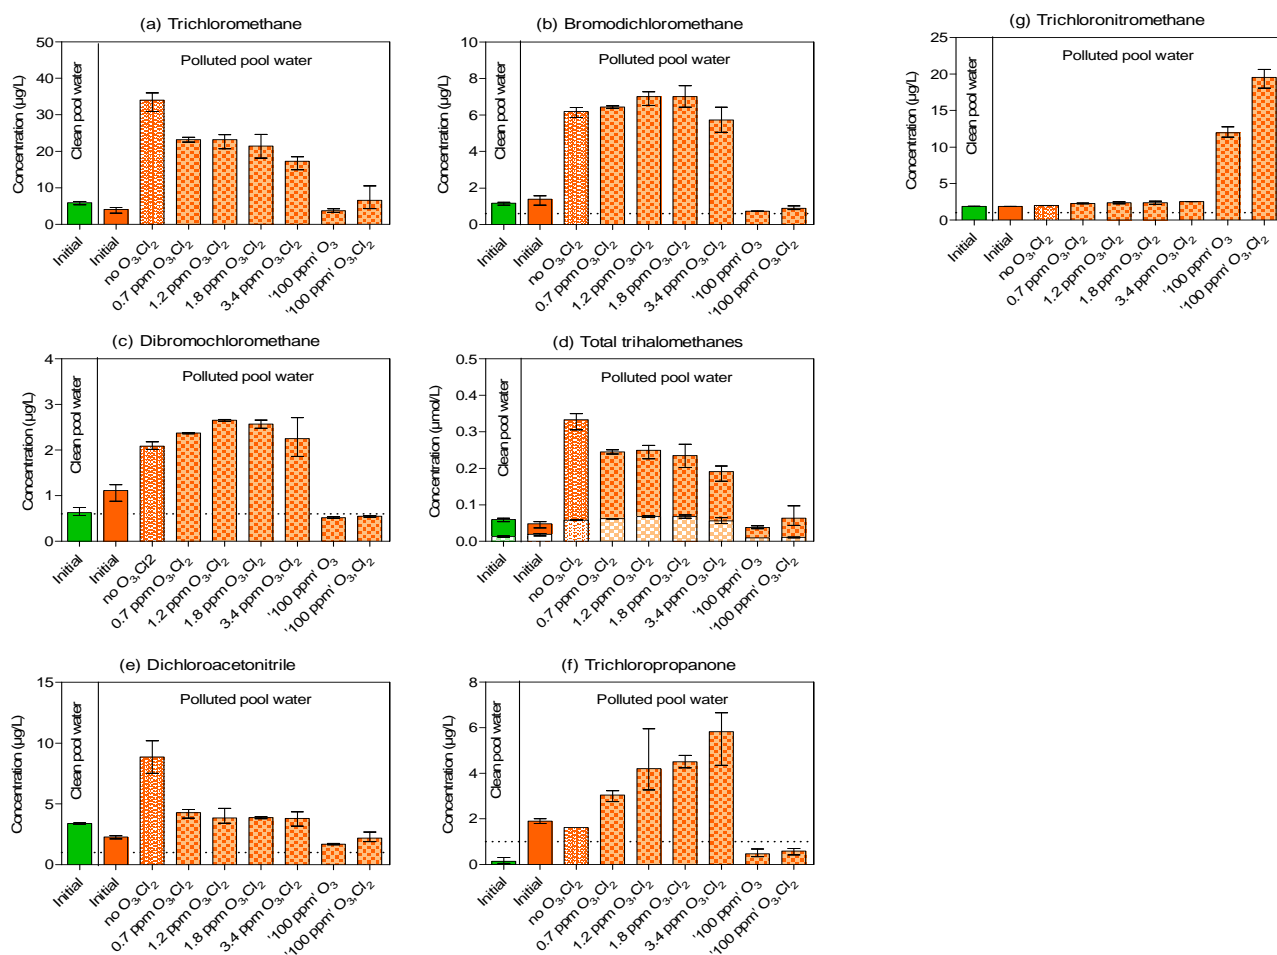 (a) Trichloromethane
Concentration (µg/L)
50
40
30
20
10
0
Clean pool water
Polluted pool water
Initial
Initial
no O₃,Cl₂
0.7 ppm O₃,Cl₂
1.2 ppm O₃,Cl₂
1.8 ppm O₃,Cl₂
3.4 ppm O₃,Cl₂
'100 ppm' O₃
'100 ppm' O₃,Cl₂
(b) Bromodichloromethane
Concentration (µg/L)
10
8
6
4
2
0
Clean pool water
Polluted pool water
Initial
Initial
no O₃,Cl₂
0.7 ppm O₃,Cl₂
1.2 ppm O₃,Cl₂
1.8 ppm O₃,Cl₂
3.4 ppm O₃,Cl₂
'100 ppm' O₃
'100 ppm' O₃,Cl₂
(g) Trichloronitromethane
Concentration (µg/L)
25
20
15
10
5
0
Clean pool water
Polluted pool water
Initial
Initial
no O₃,Cl₂
0.7 ppm O₃,Cl₂
1.2 ppm O₃,Cl₂
1.8 ppm O₃,Cl₂
3.4 ppm O₃,Cl₂
'100 ppm' O₃
'100 ppm' O₃,Cl₂
(c) Dibromochloromethane
Concentration (µg/L)
4
3
2
1
0
Clean pool water
Polluted pool water
Initial
Initial
no O₃,Cl2
0.7 ppm O₃,Cl₂
1.2 ppm O₃,Cl₂
1.8 ppm O₃,Cl₂
3.4 ppm O₃,Cl₂
'100 ppm' O₃
'100 ppm' O₃,Cl₂
(d) Total trihalomethanes
Concentration (µmol/L)
0.5
0.4
0.3
0.2
0.1
0.0
Clean pool water
Polluted pool water
Initial
Initial
no O₃,Cl₂
0.7 ppm O₃,Cl₂
1.2 ppm O₃,Cl₂
1.8 ppm O₃,Cl₂
3.4 ppm O₃,Cl₂
'100 ppm' O₃
'100 ppm' O₃,Cl₂
(e) Dichloroacetonitrile
Concentration (µg/L)
15
10
5
0
Clean pool water
Polluted pool water
Initial
Initial
no O₃,Cl₂
0.7 ppm O₃,Cl₂
1.2 ppm O₃,Cl₂
1.8 ppm O₃,Cl₂
3.4 ppm O₃,Cl₂
'100 ppm' O₃
'100 ppm' O₃,Cl₂
(f) Trichloropropanone
Concentration (µg/L)
8
6
4
2
0
Clean pool water
Polluted pool water
Initial
Initial
no O₃,Cl₂
0.7 ppm O₃,Cl₂
1.2 ppm O₃,Cl₂
1.8 ppm O₃,Cl₂
3.4 ppm O₃,Cl₂
'100 ppm' O₃
'100 ppm' O₃,Cl₂